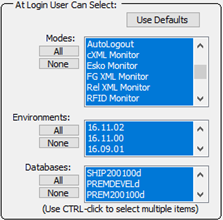 At Login User Can Select:
Use Defaults
Modes:
All
None
AutoLogout
cXML Monitor
Esko Monitor
FG XML Monitor
Rel XML Monitor
RFID Monitor
Environments:
All
None
16.11.02
16.11.00
16.09.01
Databases:
All
None
SHIP200100d
PREMDEVELd
PREM200100d
(Use CTRL-click to select multiple items)